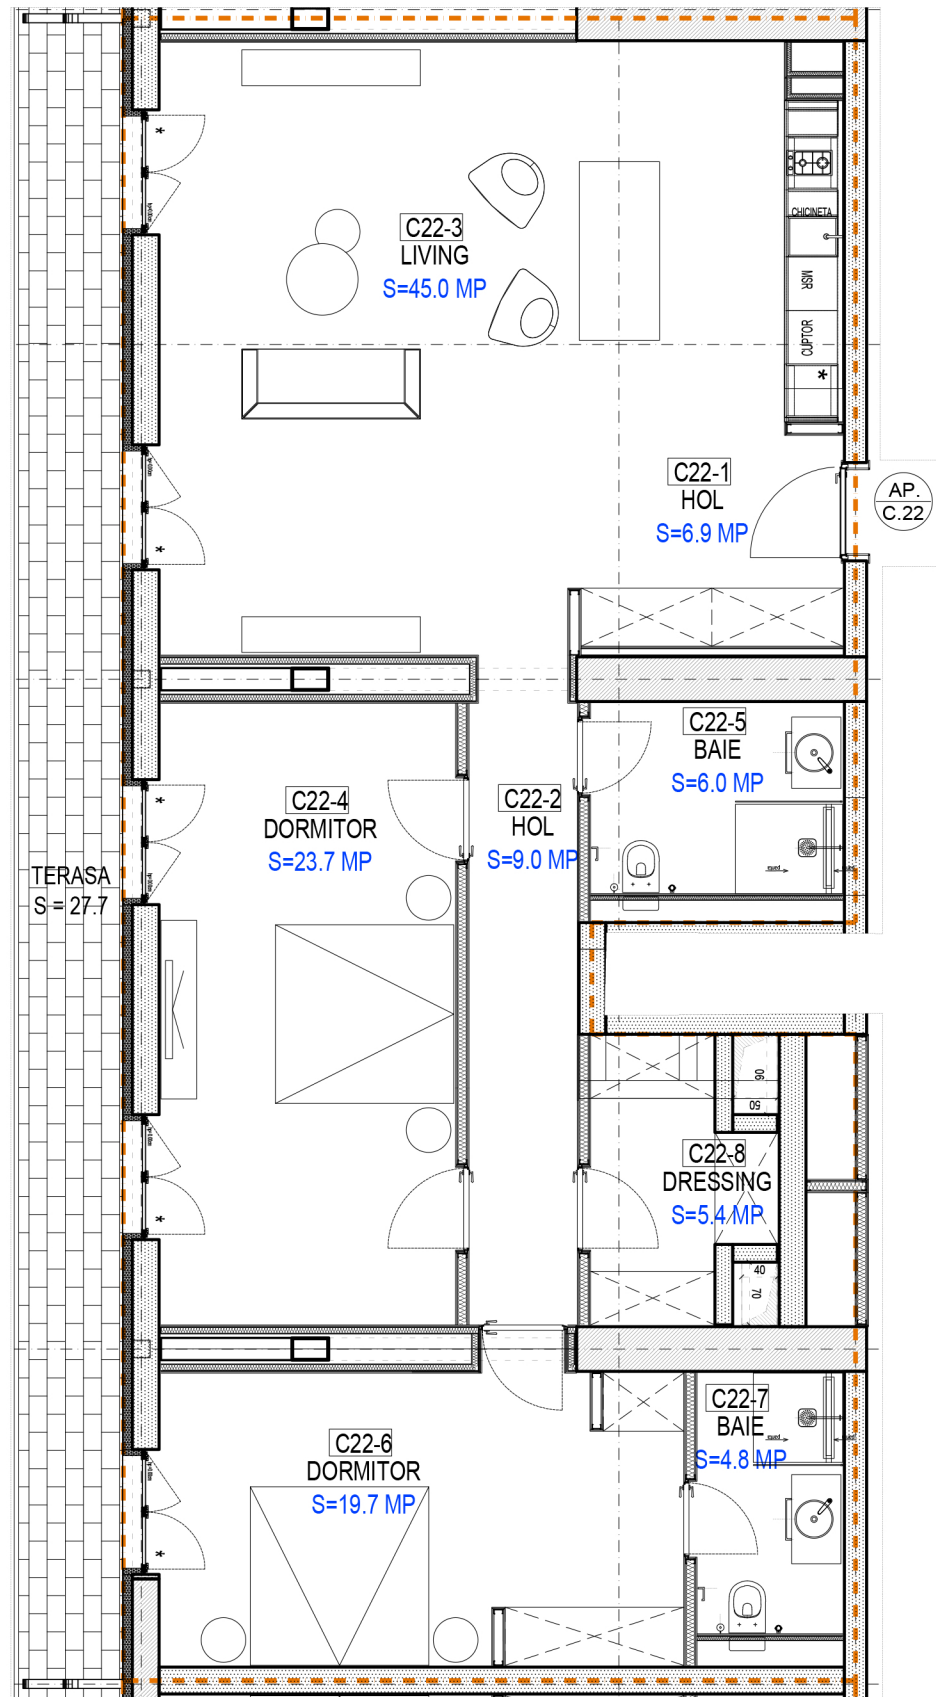 CHICINETA
C22-3
LIVING
S=45.0 MP
MSR
CUPTOR
*
*
*
C22-1
HOL
S=6.9 MP
AP.
C.22
C22-5
BAIE
S=6.0 MP
C22-4
DORMITOR
S=23.7 MP
C22-2
HOL
S=9.0 MP
*
TERASA
S = 27.7
90
50
C22-8
DRESSING
S=5.4 MP
*
40
70
C22-7
BAIE
S=4.8 MP
C22-6
DORMITOR
S=19.7 MP
*